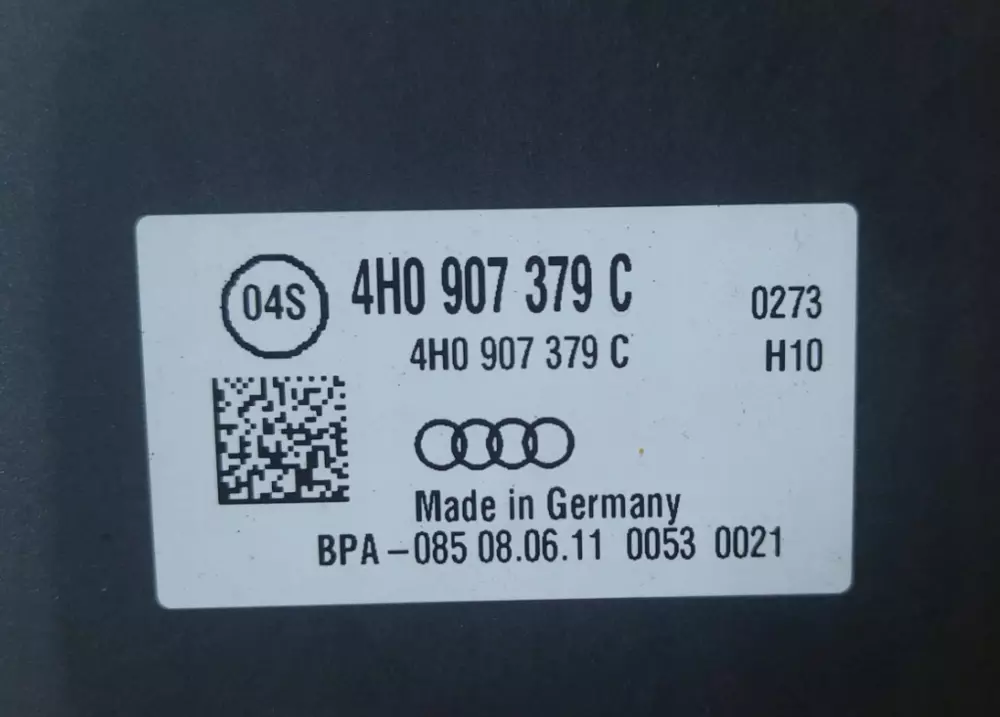 04S 4H0 907 379 C 0273
4H0 907 379 C H10
Made in Germany
BPA-085 08.06.11 0053 0021